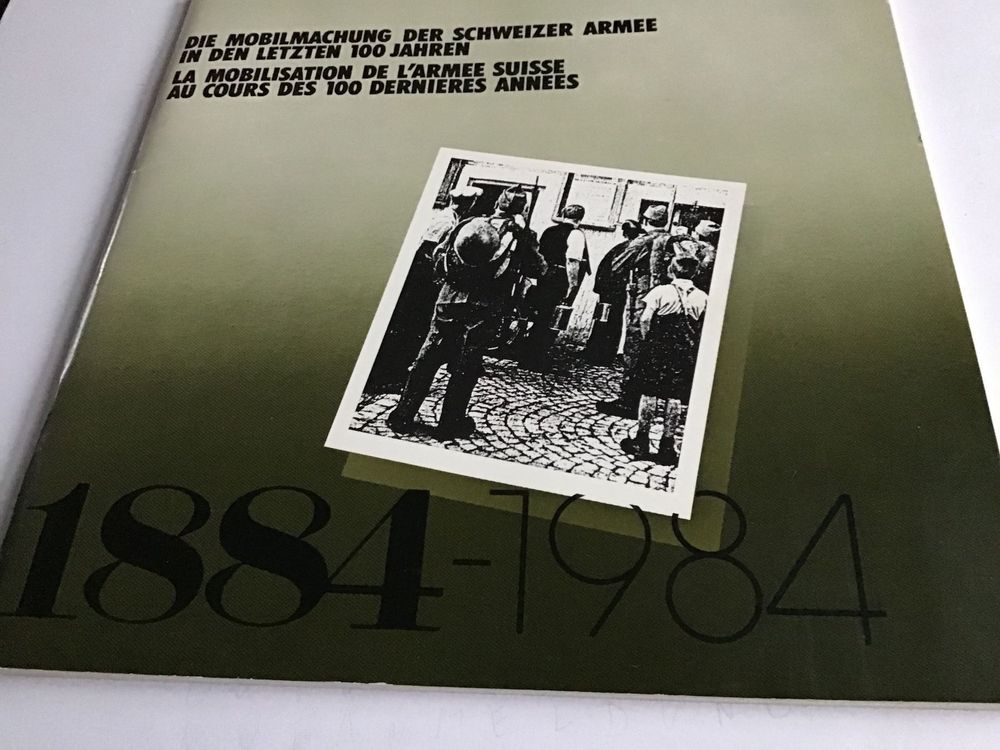 DIE MOBILMACHUNG DER SCHWEIZER ARMEE
IN DEN LETZTEN 100 JAHREN
LA MOBILISATION DE L'ARMEE SUISSE
AU COURS DES 100 DERNIERES ANNEES
1884-1984